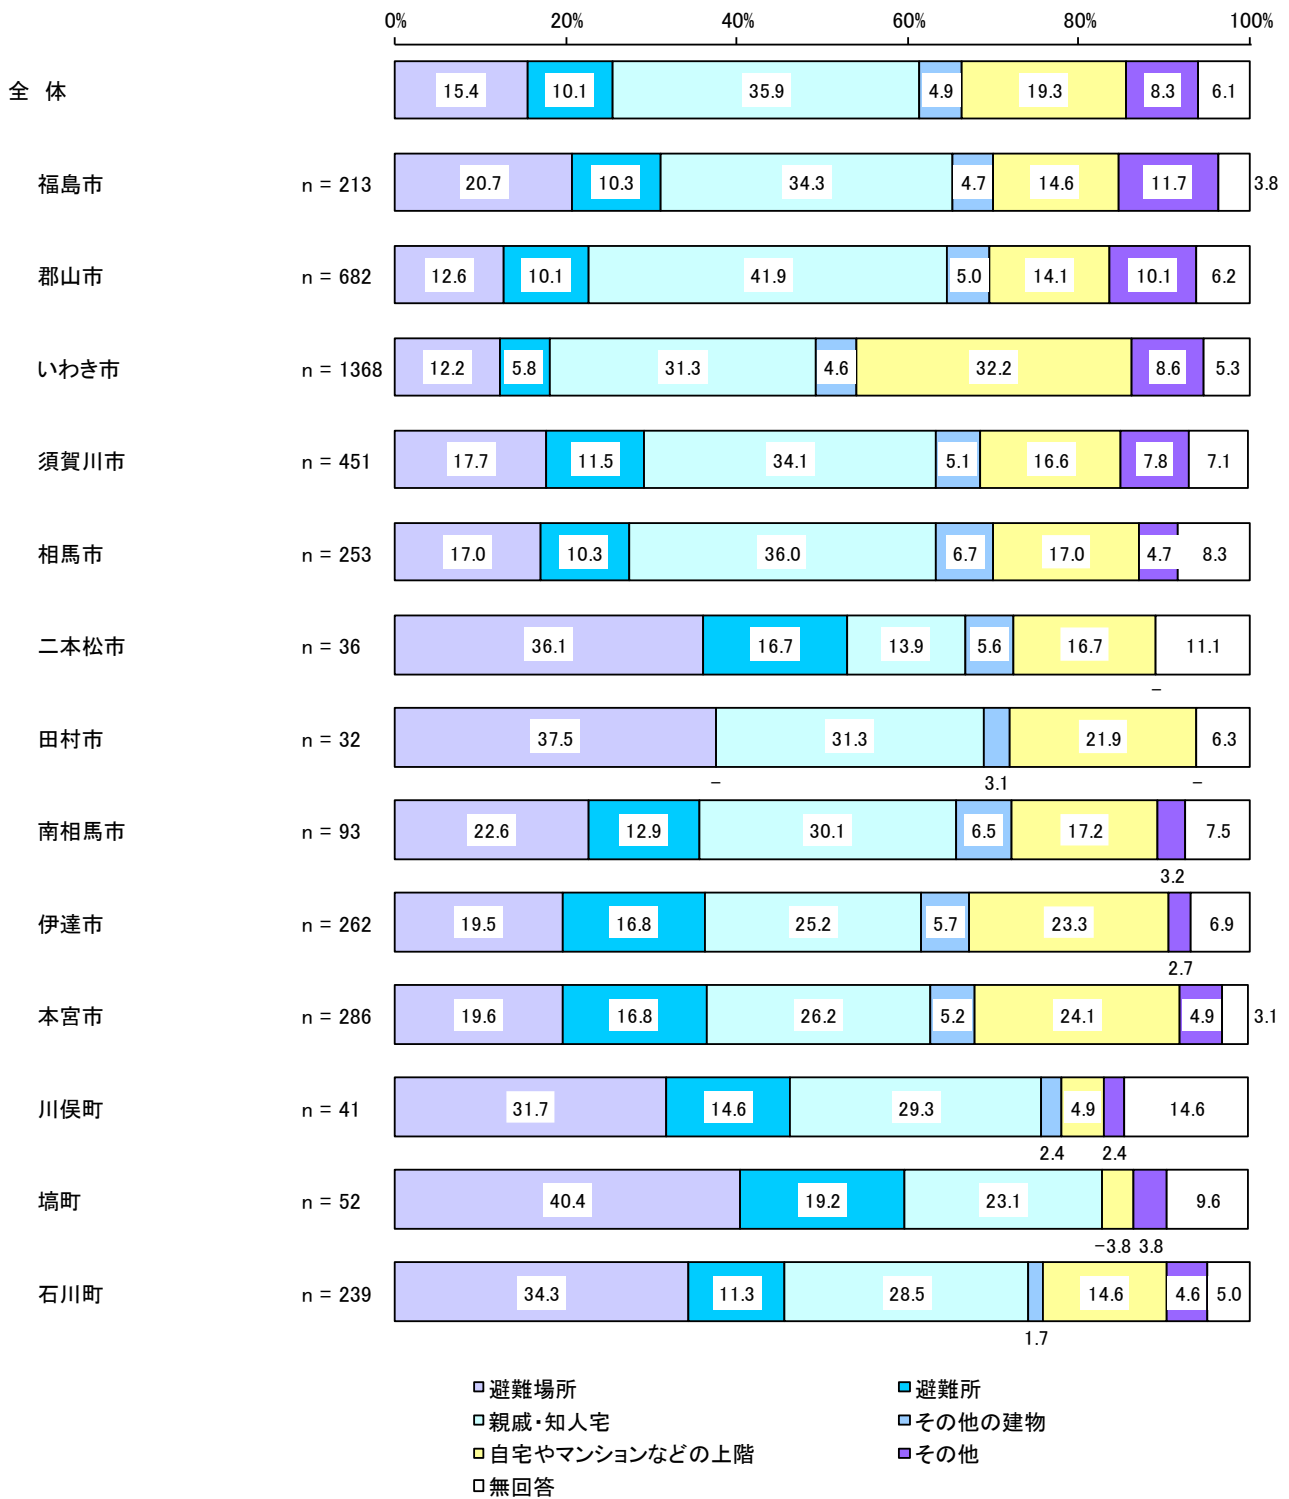 0% 20% 40% 60% 80% 100%
全 体 15.4 10.1 35.9 4.9 19.3 8.3 6.1
福島市 n = 213 20.7 10.3 34.3 4.7 14.6 11.7 3.8
郡山市 n = 682 12.6 10.1 41.9 5.0 14.1 10.1 6.2
いわき市 n = 1368 12.2 5.8 31.3 4.6 32.2 8.6 5.3
須賀川市 n = 451 17.7 11.5 34.1 5.1 16.6 7.8 7.1
相馬市 n = 253 17.0 10.3 36.0 6.7 17.0 4.7 8.3
二本松市 n = 36 36.1 16.7 13.9 5.6 16.7 11.1
–
田村市 n = 32 37.5 31.3 21.9 6.3
– 3.1 –
南相馬市 n = 93 22.6 12.9 30.1 6.5 17.2 7.5
3.2
伊達市 n = 262 19.5 16.8 25.2 5.7 23.3 6.9
2.7
本宮市 n = 286 19.6 16.8 26.2 5.2 24.1 4.9 3.1
川俣町 n = 41 31.7 14.6 29.3 4.9 14.6
2.4 2.4
塙町 n = 52 40.4 19.2 23.1 9.6
–3.8 3.8
石川町 n = 239 34.3 11.3 28.5 14.6 4.6 5.0
1.7
避難場所 避難所
親戚・知人宅 その他の建物
自宅やマンションなどの上階 その他
無回答